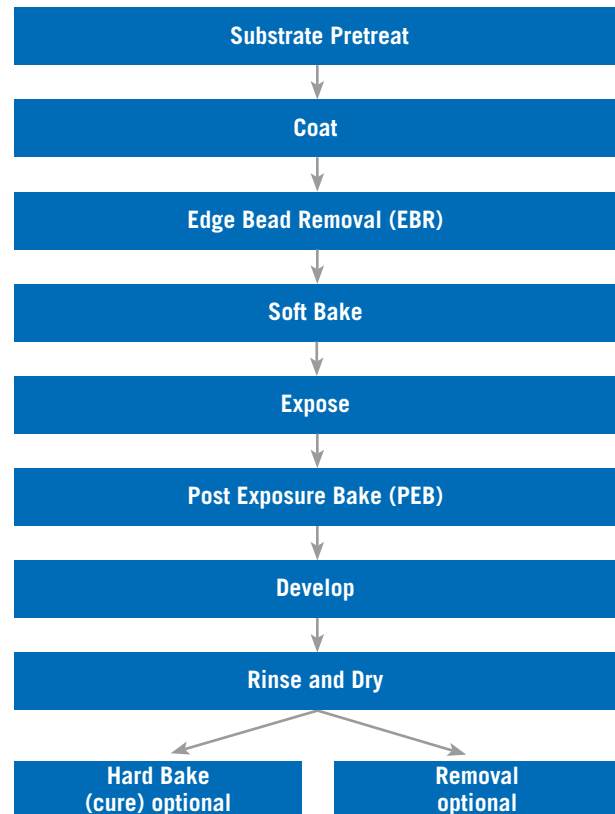 Substrate Pretreat
Coat
Edge Bead Removal (EBR)
Soft Bake
Expose
Post Exposure Bake (PEB)
Develop
Rinse and Dry
Hard Bake
(cure) optional
Removal
optional